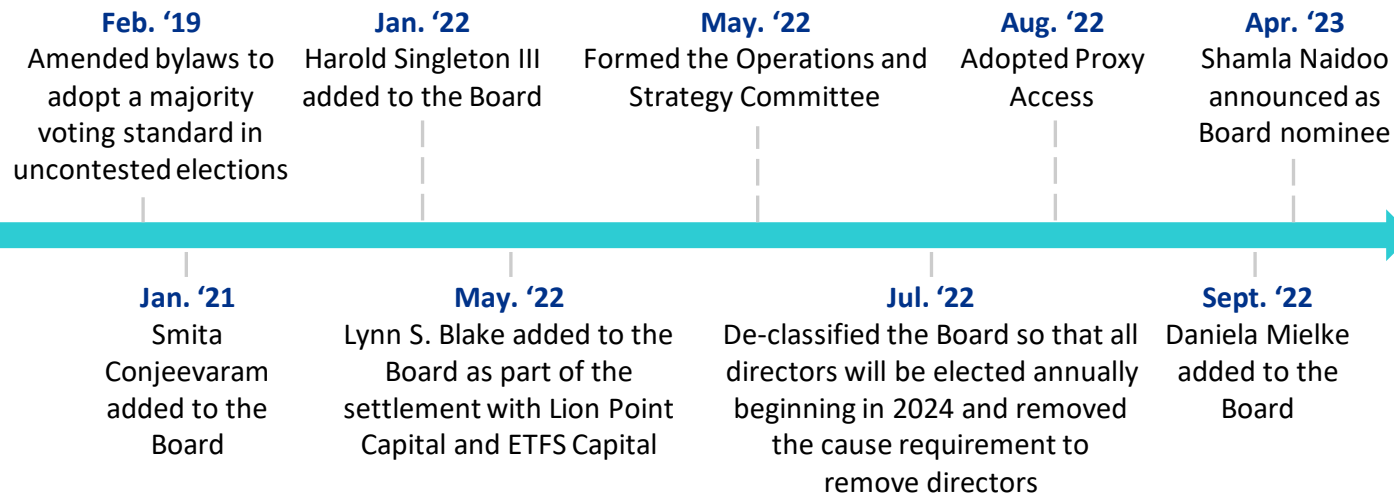 Feb. ‘19
Amended bylaws to
adopt a majority
voting standard in
uncontested elections
Jan. ‘22
Harold Singleton III
added to the Board
May. ‘22
Formed the Operations and
Strategy Committee
Aug. ‘22
Adopted Proxy
Access
Apr. ‘23
Shamla Naidoo
announced as
Board nominee
Jan. ‘21
Smita
Conjeevaram
added to the
Board
May. ‘22
Lynn S. Blake added to the
Board as part of the
settlement with Lion Point
Capital and ETFS Capital
Jul. ‘22
De-classified the Board so that all
directors will be elected annually
beginning in 2024 and removed
the cause requirement to
remove directors
Sept. ‘22
Daniela Mielke
added to the
Board